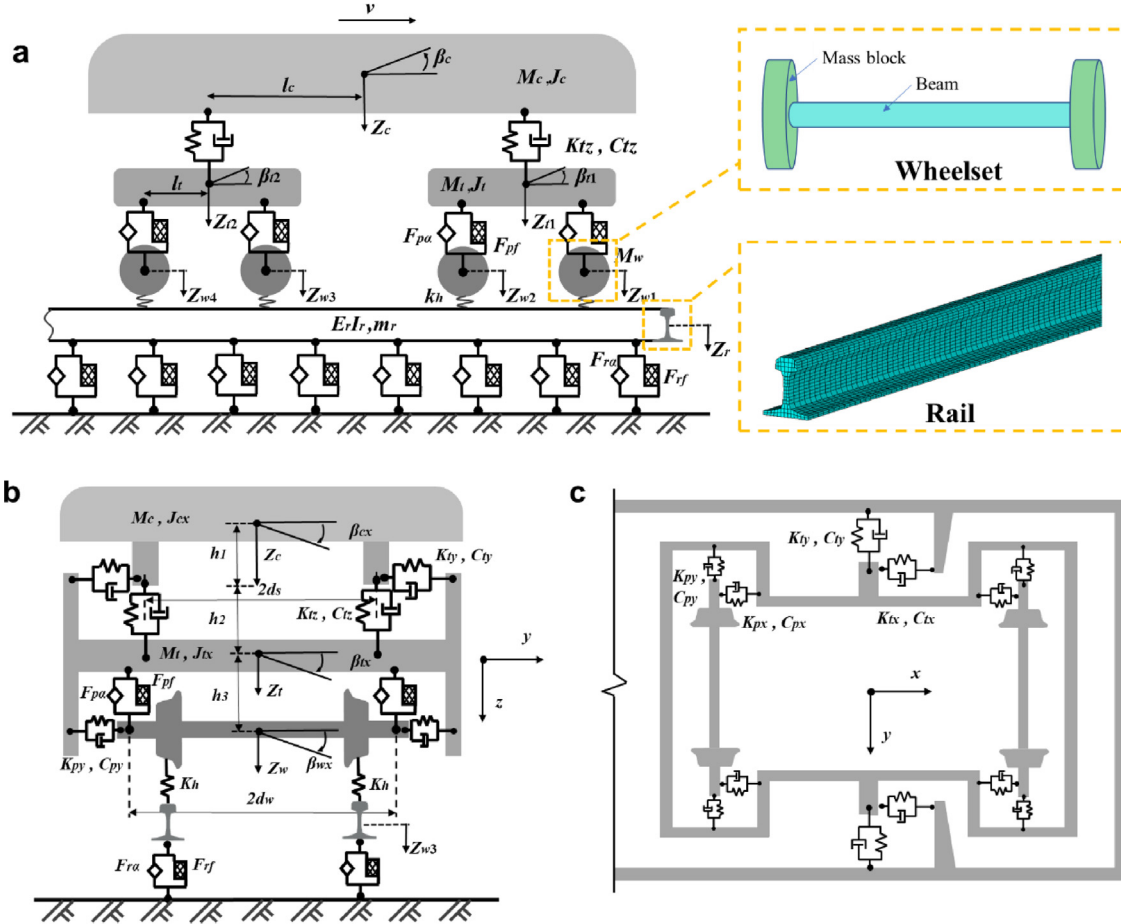 a
v
βc
Mc ,Jc
lc
Zc
Ktz , Ctz
lt
βt2
Mt,Jt
βt1
Zt2
Zt1
Fpα
Fpf
Mw
Zw4
Zw3
kh
Zw2
Zw1
ErIr,mr
Zr
Frα
Frf
Mass block
Beam
Wheelset
Rail
b
Mc , Jcx
βcx
h1
Zc
Kty , Cty
2ds
h2
Ktz , Ctz
Mt , Jtx
βtx
y
z
Fpα
Fpf
h3
Zt
Kpy , Cpy
Zw
βwx
Kh
Kh
2dw
Zw3
Frα
Frf
c
Kty , Cty
Kpy ,
Cpy
Kpx , Cpx
Ktx , Ctx
x
y